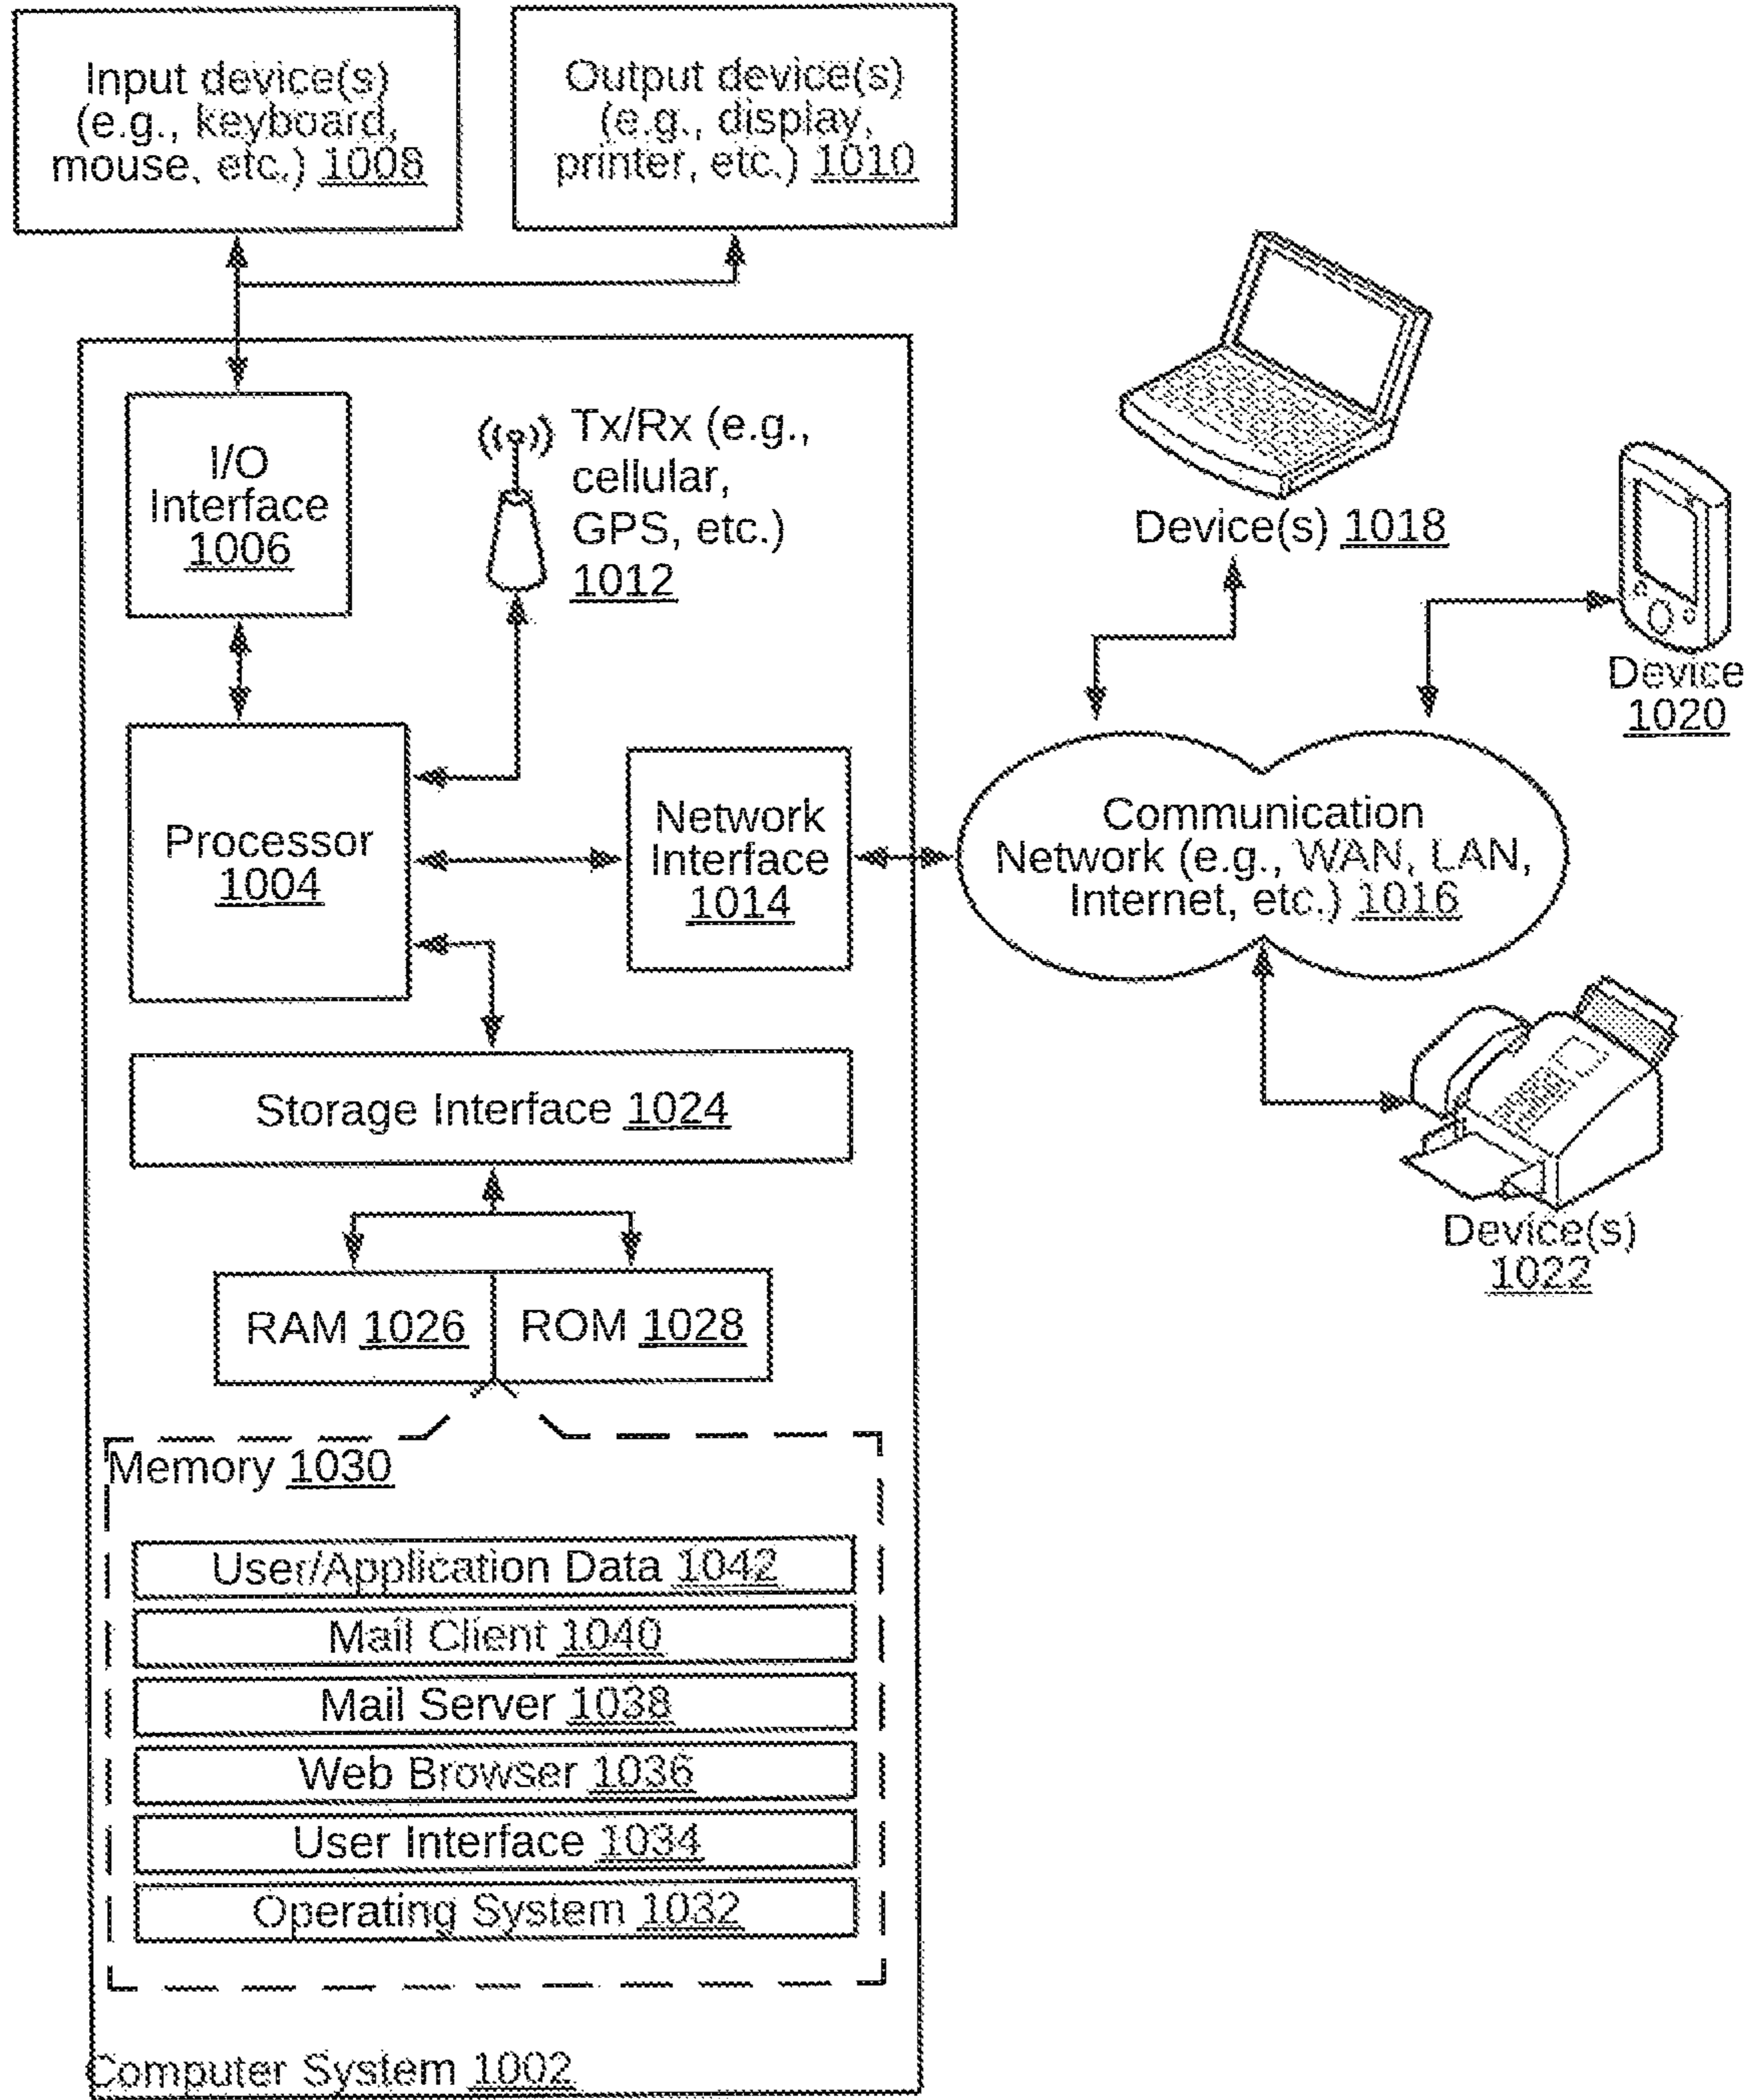 Input device(s)
(e.g., keyboard,
mouse, etc.) 1008
Output device(s)
(e.g., display,
printer, etc.) 1010
I/O
Interface
1006
Tx/Rx (e.g.,
cellular,
GPS, etc.)
1012
Device(s) 1018
Device
1020
Processor
1004
Network
Interface
1014
Communication
Network (e.g., WAN, LAN,
Internet, etc.) 1016
Storage Interface 1024
Device(s)
1022
RAM 1026
ROM 1028
Memory 1030
User/Application Data 1042
Mail Client 1040
Mail Server 1038
Web Browser 1036
User Interface 1034
Operating System 1032
Computer System 1002